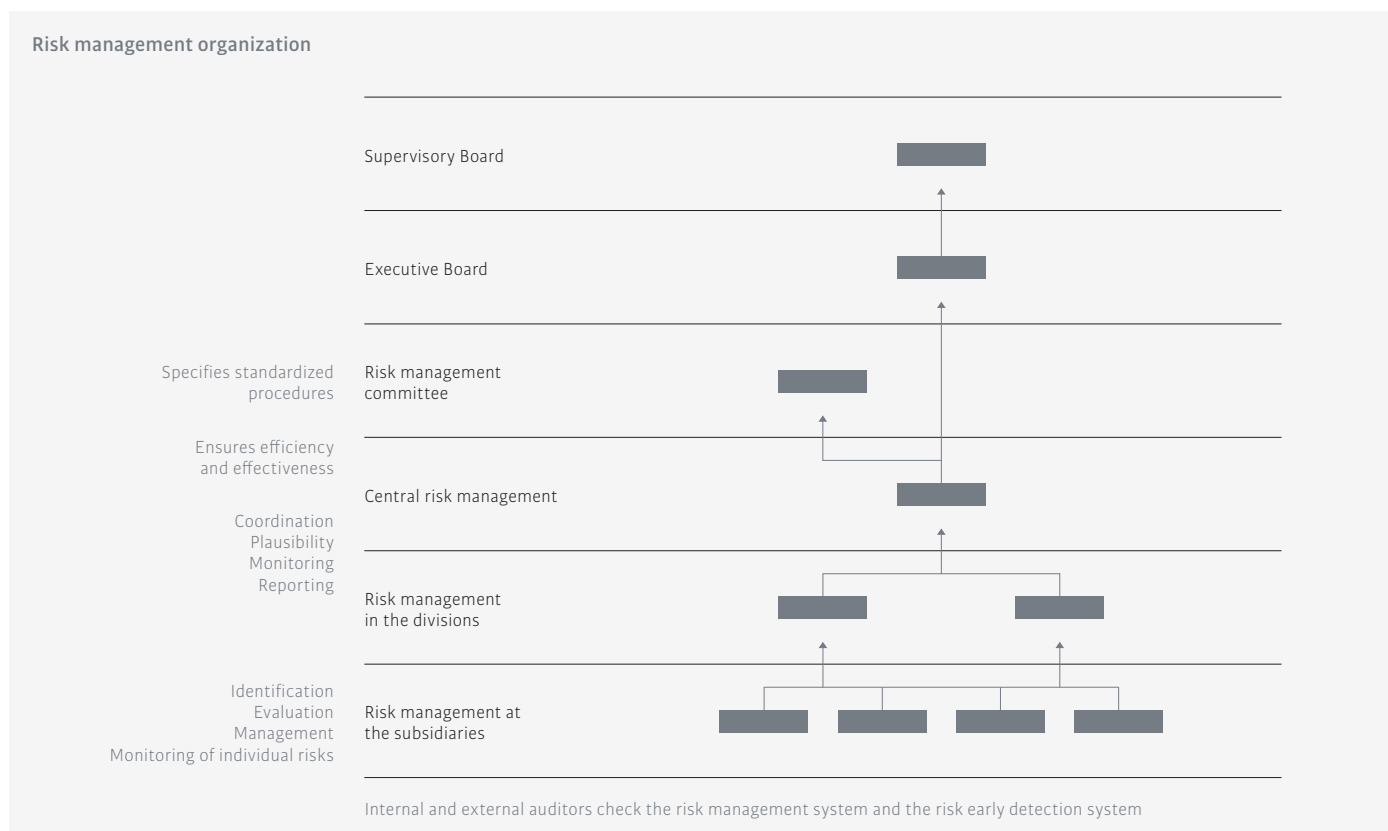 Risk management organization
Supervisory Board
Executive Board
Specifies standardized
procedures
Risk management
committee
Ensures efficiency
and effectiveness
Central risk management
Coordination
Plausibility
Monitoring
Reporting
Risk management
in the divisions
Identification
Evaluation
Management
Monitoring of individual risks
Risk management at
the subsidiaries
Internal and external auditors check the risk management system and the risk early detection system